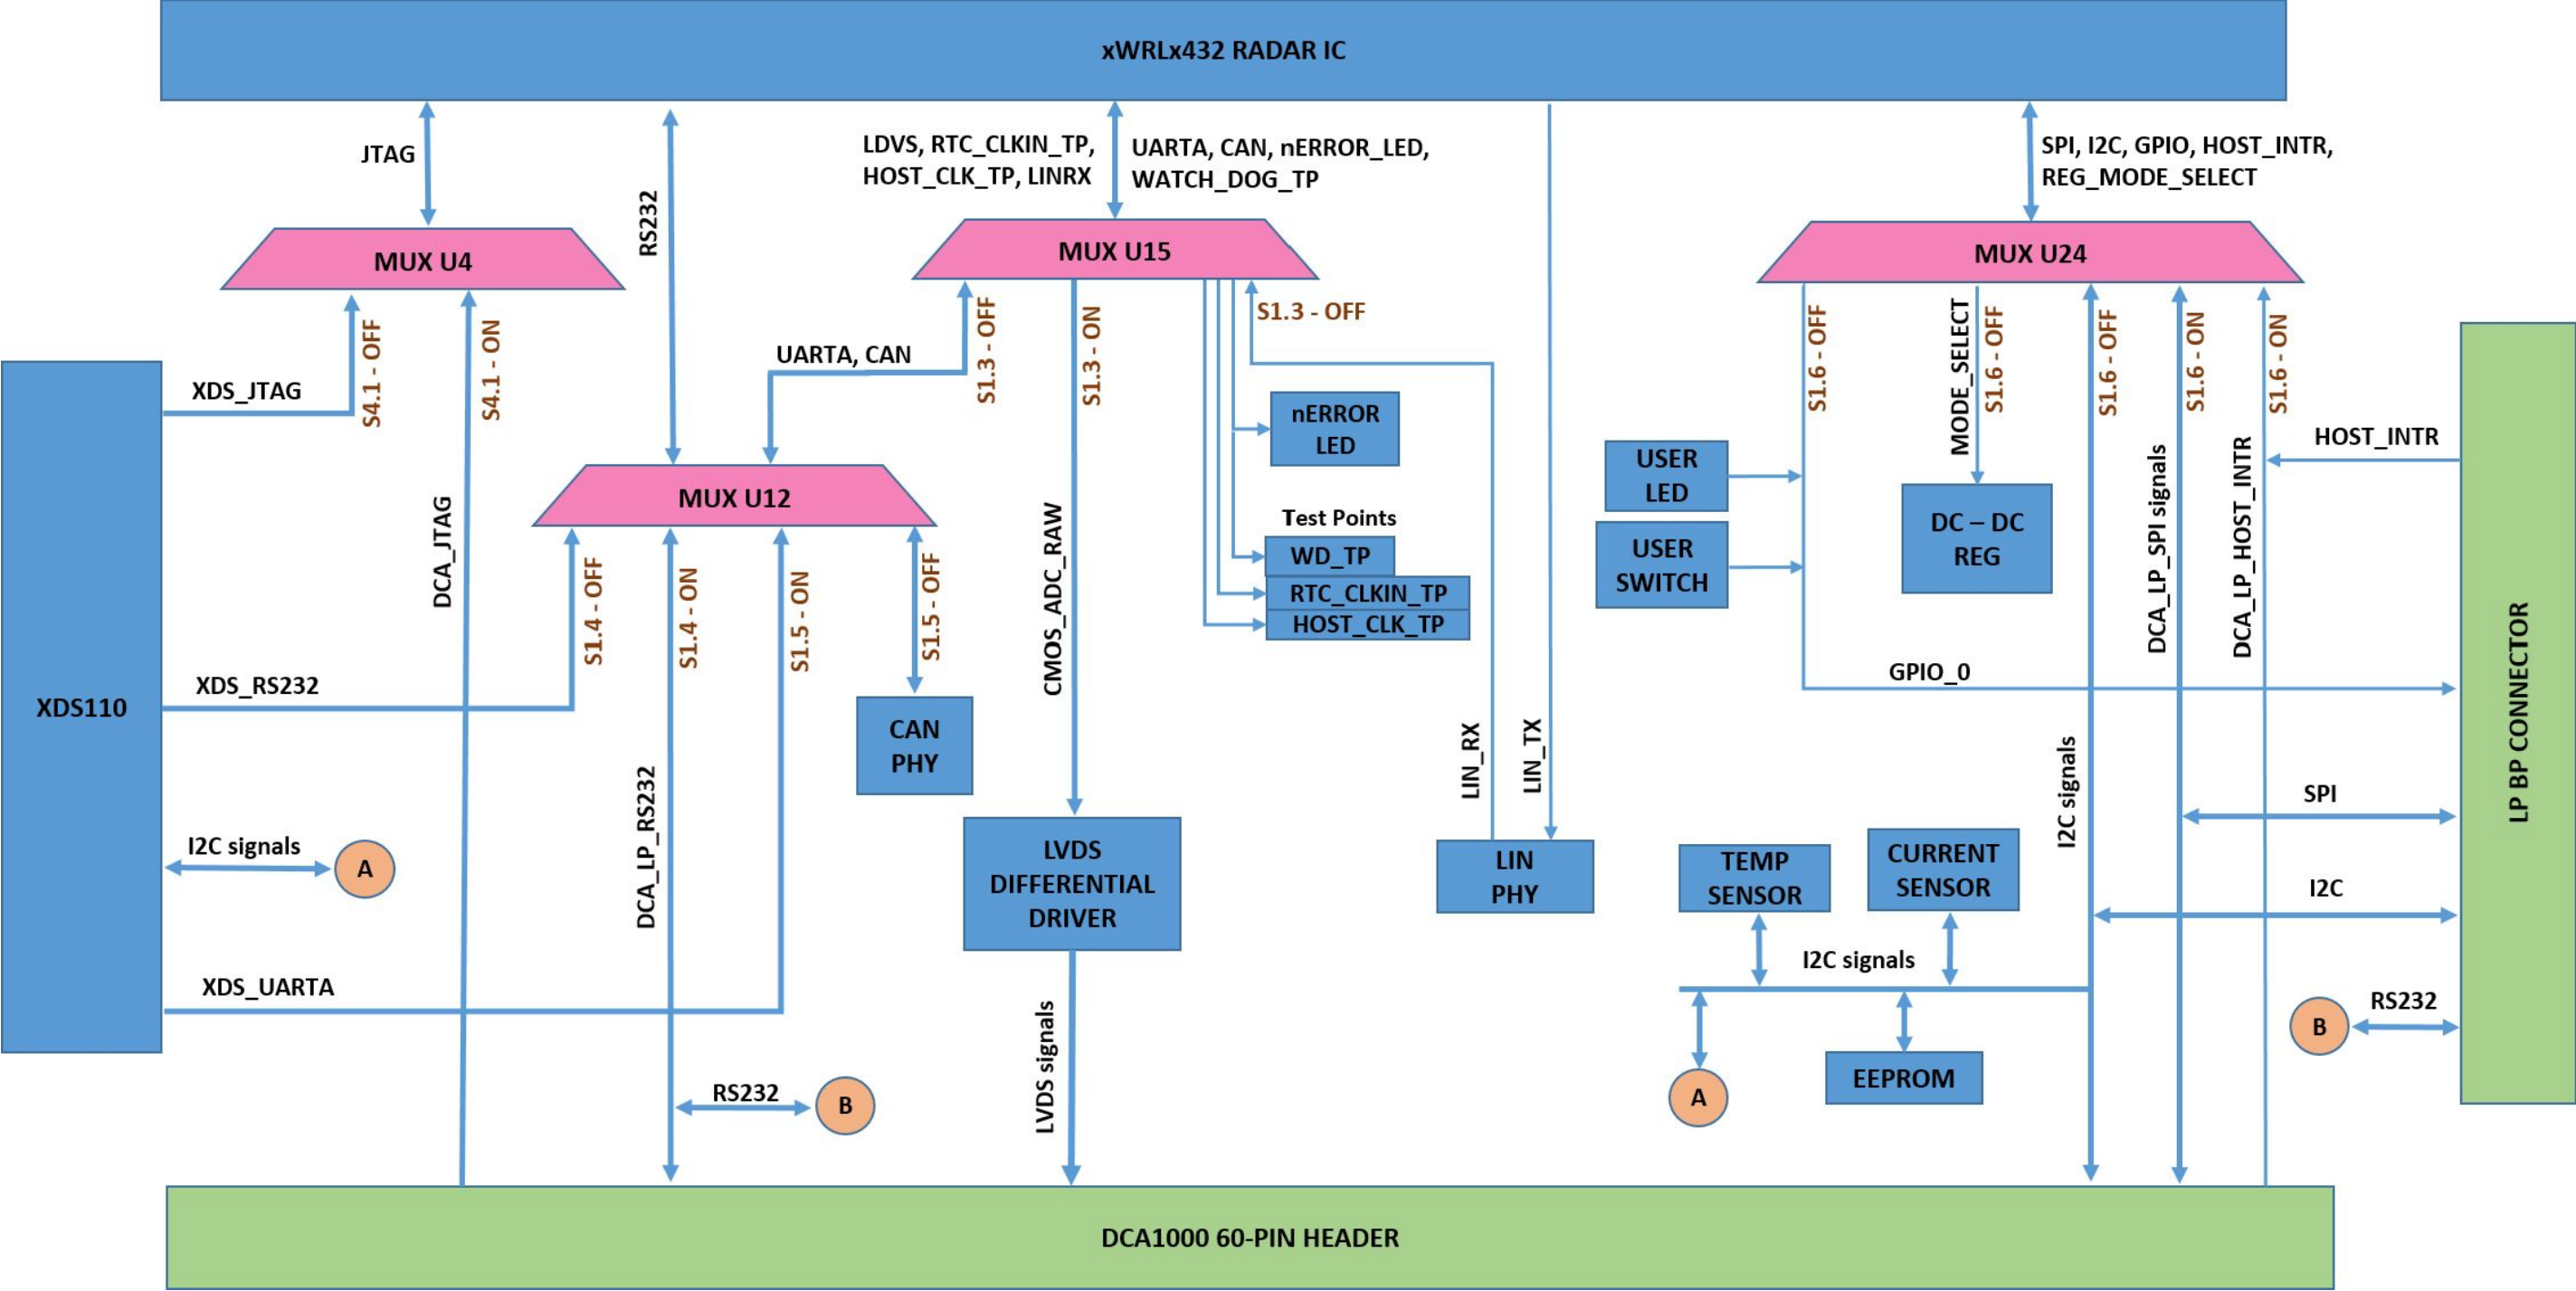 xWRLx432 RADAR IC
JTAG
RS232
LDVS, RTC_CLKIN_TP,
HOST_CLK_TP, LINRX
UARTA, CAN, nERROR_LED,
WATCH_DOG_TP
SPI, I2C, GPIO, HOST_INTR,
REG_MODE_SELECT
MUX U4
MUX U15
MUX U24
S4.1 - OFF
S4.1 - ON
UARTA, CAN
S1.3 - OFF
S1.3 - ON
S1.3 - OFF
S1.6 - OFF
MODE_SELECT
S1.6 - OFF
S1.6 - OFF
S1.6 - ON
S1.6 - ON
XDS_JTAG
nERROR
LED
USER
LED
HOST_INTR
MUX U12
DCA_JTAG
Test Points
WD_TP
RTC_CLKIN_TP
HOST_CLK_TP
USER
SWITCH
DC – DC
REG
DCA_LP_SPI signals
DCA_LP_HOST_INTR
S1.4 - OFF
S1.4 - ON
S1.5 - ON
S1.5 - OFF
CMOS_ADC_RAW
XDS_RS232
GPIO_0
XDS110
CAN
PHY
LIN_RX
LIN_TX
I2C signals
LP BP CONNECTOR
SPI
I2C signals
A
DCA_LP_RS232
LVDS
DIFFERENTIAL
DRIVER
LIN
PHY
TEMP
SENSOR
CURRENT
SENSOR
I2C
I2C signals
XDS_UARTA
LVDS signals
B
RS232
RS232
B
A
EEPROM
DCA1000 60-PIN HEADER